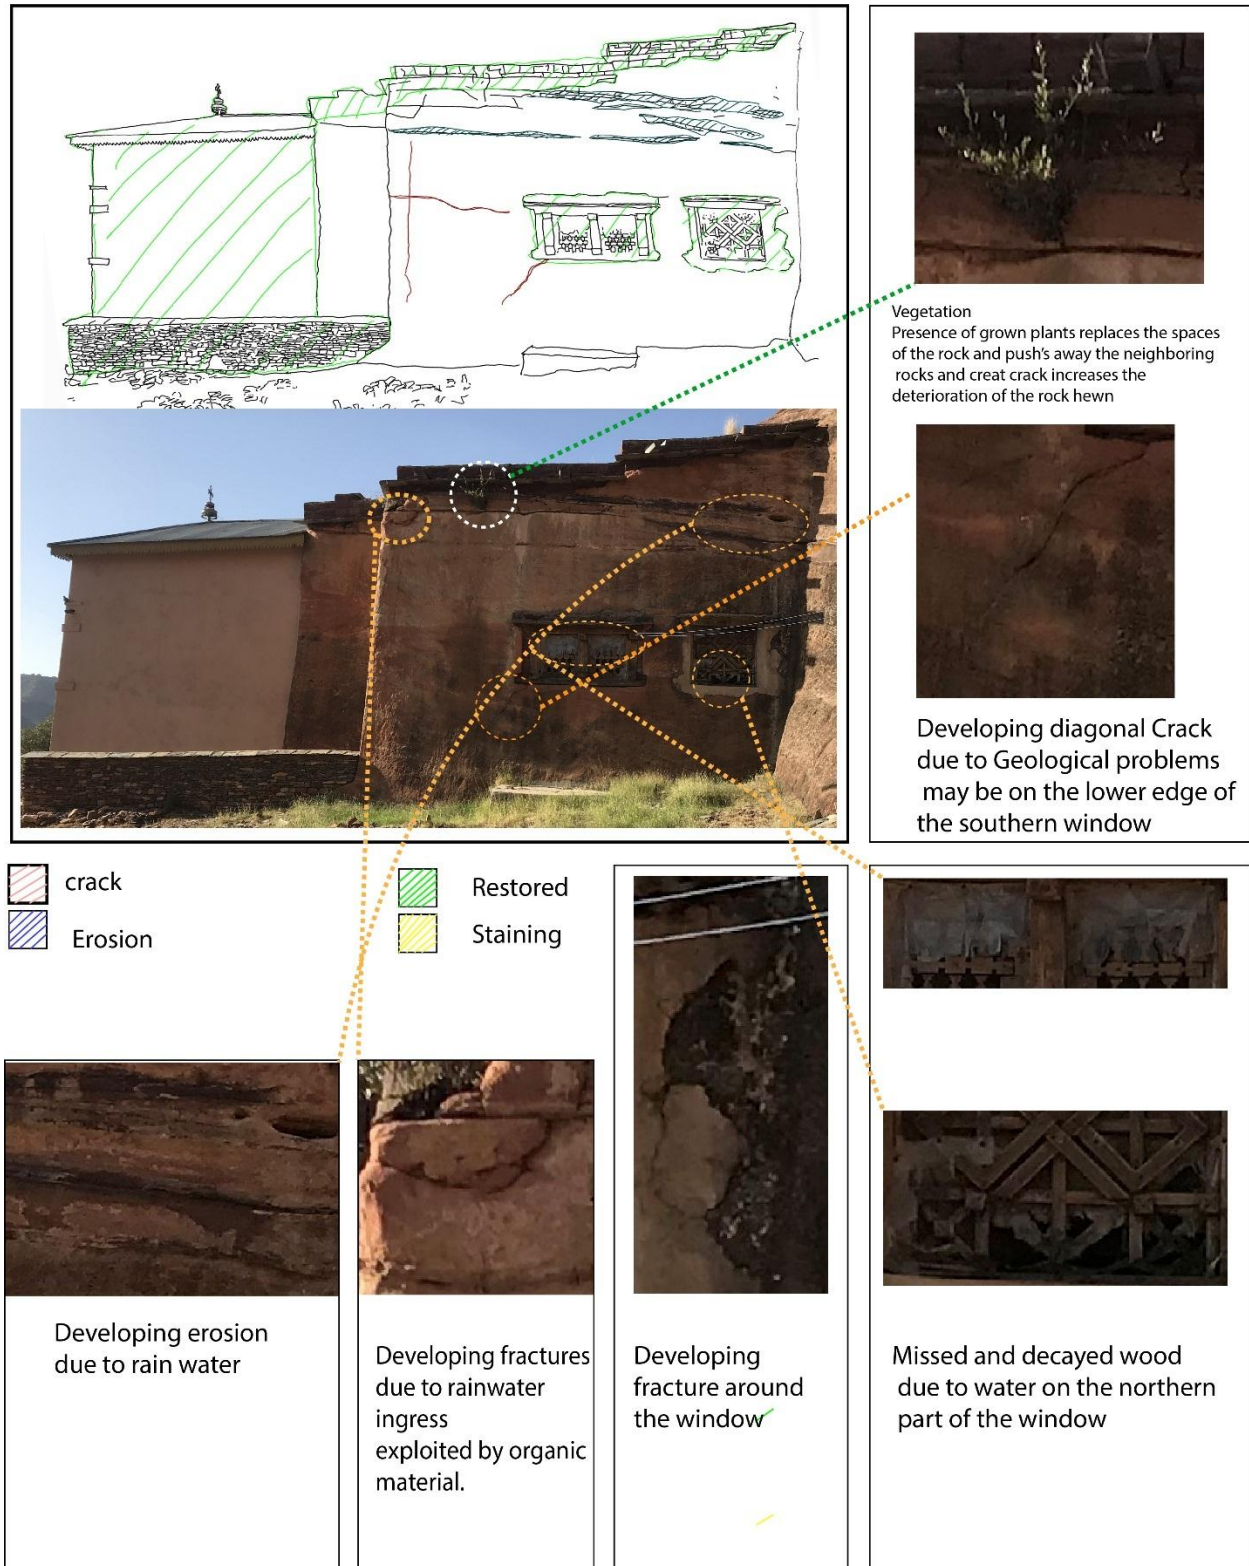 Vegetation
Presence of grown plants replaces the spaces
of the rock and push's away the neighboring
rocks and creat crack increases the
deterioration of the rock hewn
Developing diagonal Crack
due to Geological problems
may be on the lower edge of
the southern window
crack
Erosion
Restored
Staining
Developing erosion
due to rain water
Developing fractures
due to rainwater
ingress
exploited by organic
material.
Developing
fracture around
the window
Missed and decayed wood
due to water on the northern
part of the window